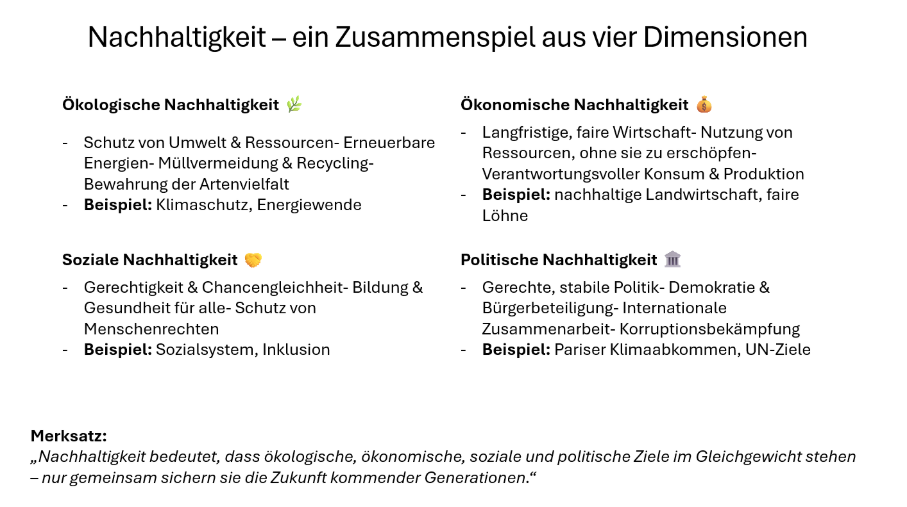 Nachhaltigkeit – ein Zusammenspiel aus vier Dimensionen
Ökologische Nachhaltigkeit 🌿
- Schutz von Umwelt & Ressourcen- Erneuerbare
Energien- Müllvermeidung & Recycling-
Bewahrung der Artenvielfalt
- Beispiel: Klimaschutz, Energiewende
Ökonomische Nachhaltigkeit 💰
- Langfristige, faire Wirtschaft- Nutzung von
Ressourcen, ohne sie zu erschöpfen-
Verantwortungsvoller Konsum & Produktion
- Beispiel: nachhaltige Landwirtschaft, faire
Löhne
Soziale Nachhaltigkeit 🤝
- Gerechtigkeit & Chancengleichheit- Bildung &
Gesundheit für alle- Schutz von
Menschenrechten
- Beispiel: Sozialsystem, Inklusion
Politische Nachhaltigkeit 🏛️
- Gerechte, stabile Politik- Demokratie &
Bürgerbeteiligung- Internationale
Zusammenarbeit- Korruptionsbekämpfung
- Beispiel: Pariser Klimaabkommen, UN-Ziele
Merksatz:
„Nachhaltigkeit bedeutet, dass ökologische, ökonomische, soziale und politische Ziele im Gleichgewicht stehen
– nur gemeinsam sichern sie die Zukunft kommender Generationen.“